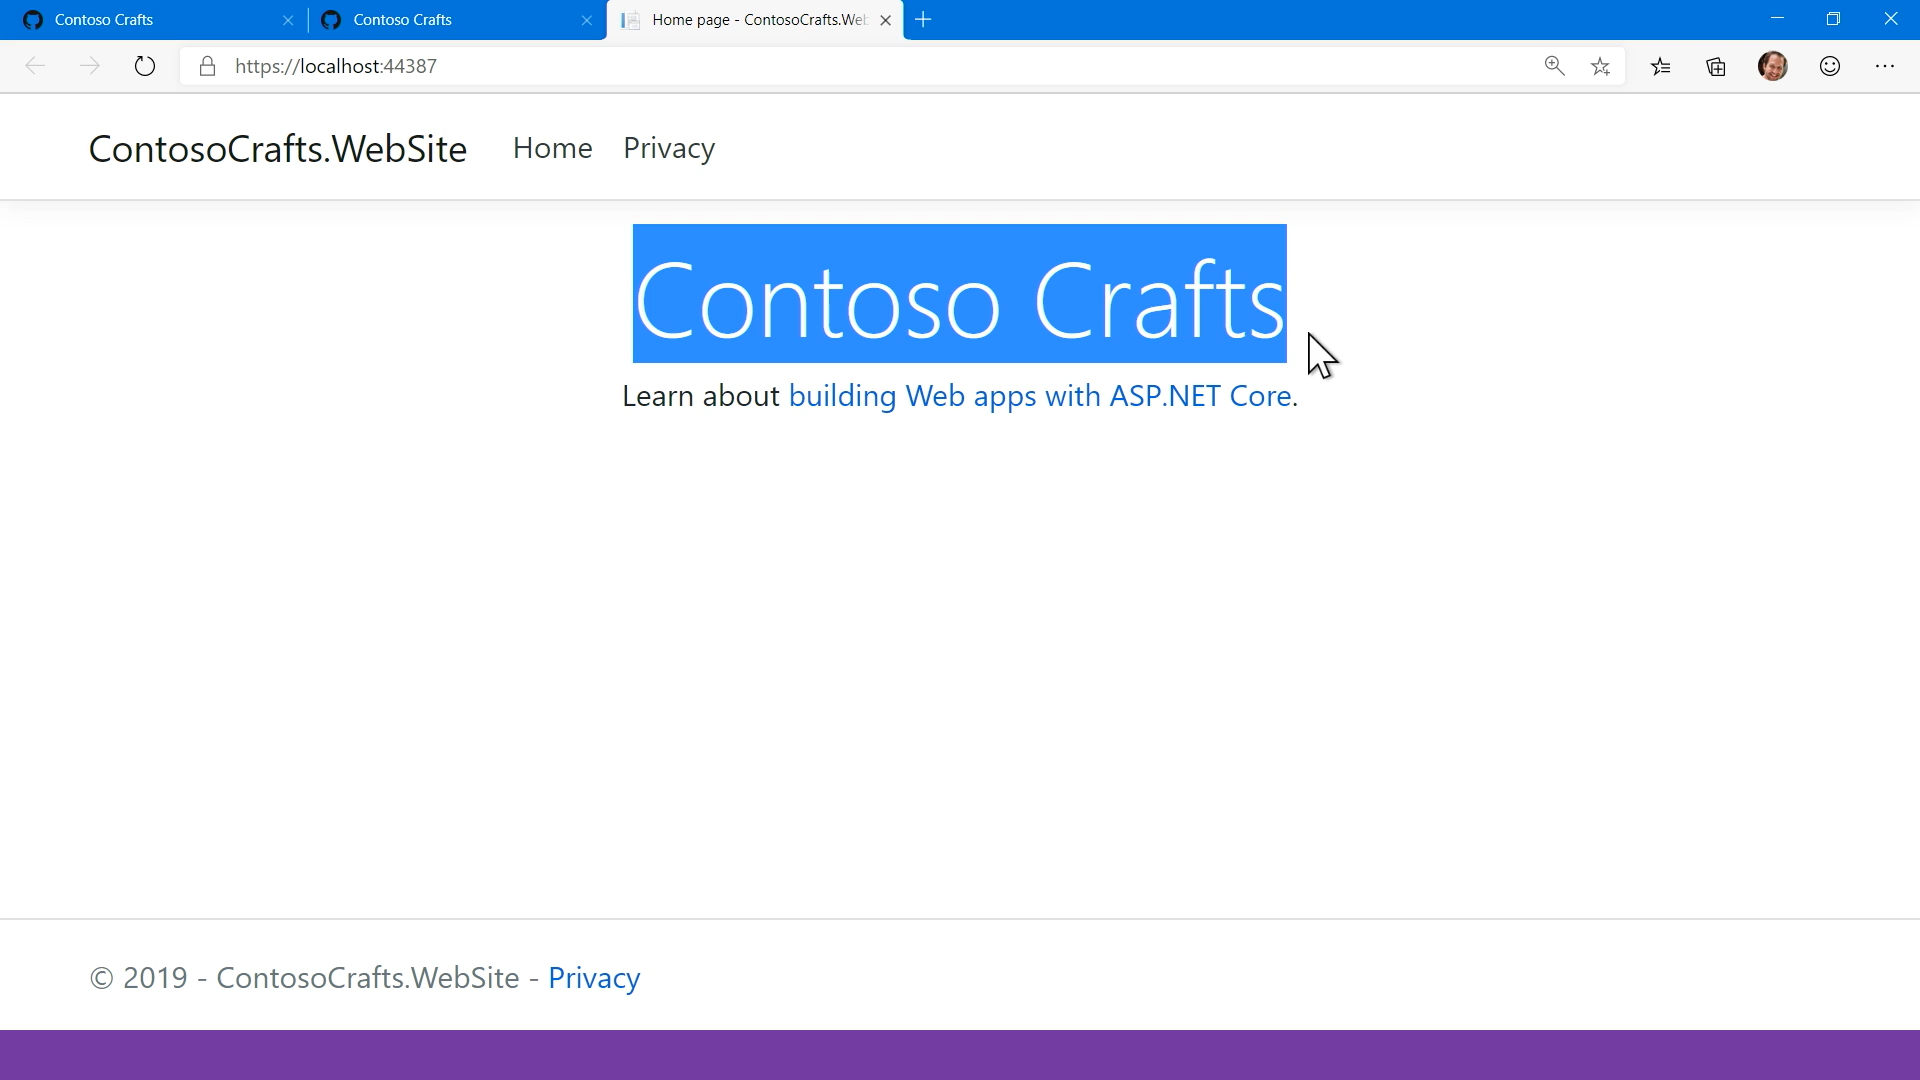 Contoso Crafts
Contoso Crafts
Home page - ContosoCrafts.Web
https://localhost:44387
ContosoCrafts.WebSite Home Privacy
Contoso Crafts
Learn about building Web apps with ASP.NET Core.
© 2019 - ContosoCrafts.WebSite - Privacy